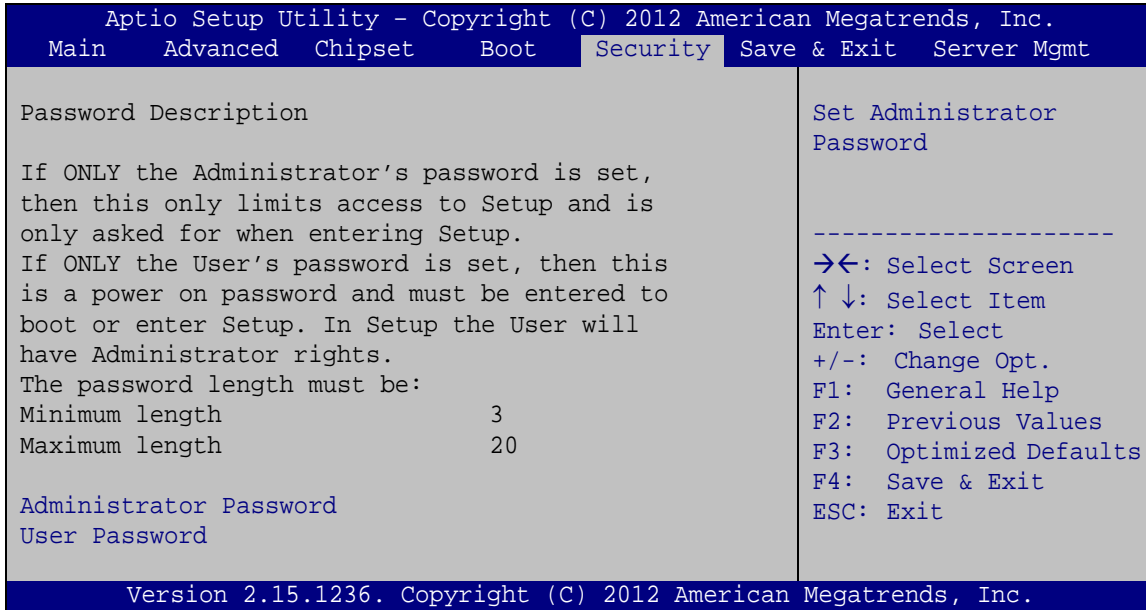 Aptio Setup Utility – Copyright (C) 2012 American Megatrends, Inc.
Main Advanced Chipset Boot Security Save & Exit Server Mgmt
Password Description
If ONLY the Administrator’s password is set,
then this only limits access to Setup and is
only asked for when entering Setup.
If ONLY the User’s password is set, then this
is a power on password and must be entered to
boot or enter Setup. In Setup the User will
have Administrator rights.
The password length must be:
Minimum length 3
Maximum length 20
Administrator Password
User Password
Set Administrator
Password
---------------------
→←: Select Screen
↑ ↓: Select Item
Enter: Select
+/-: Change Opt.
F1: General Help
F2: Previous Values
F3: Optimized Defaults
F4: Save & Exit
ESC: Exit
Version 2.15.1236. Copyright (C) 2012 American Megatrends, Inc.